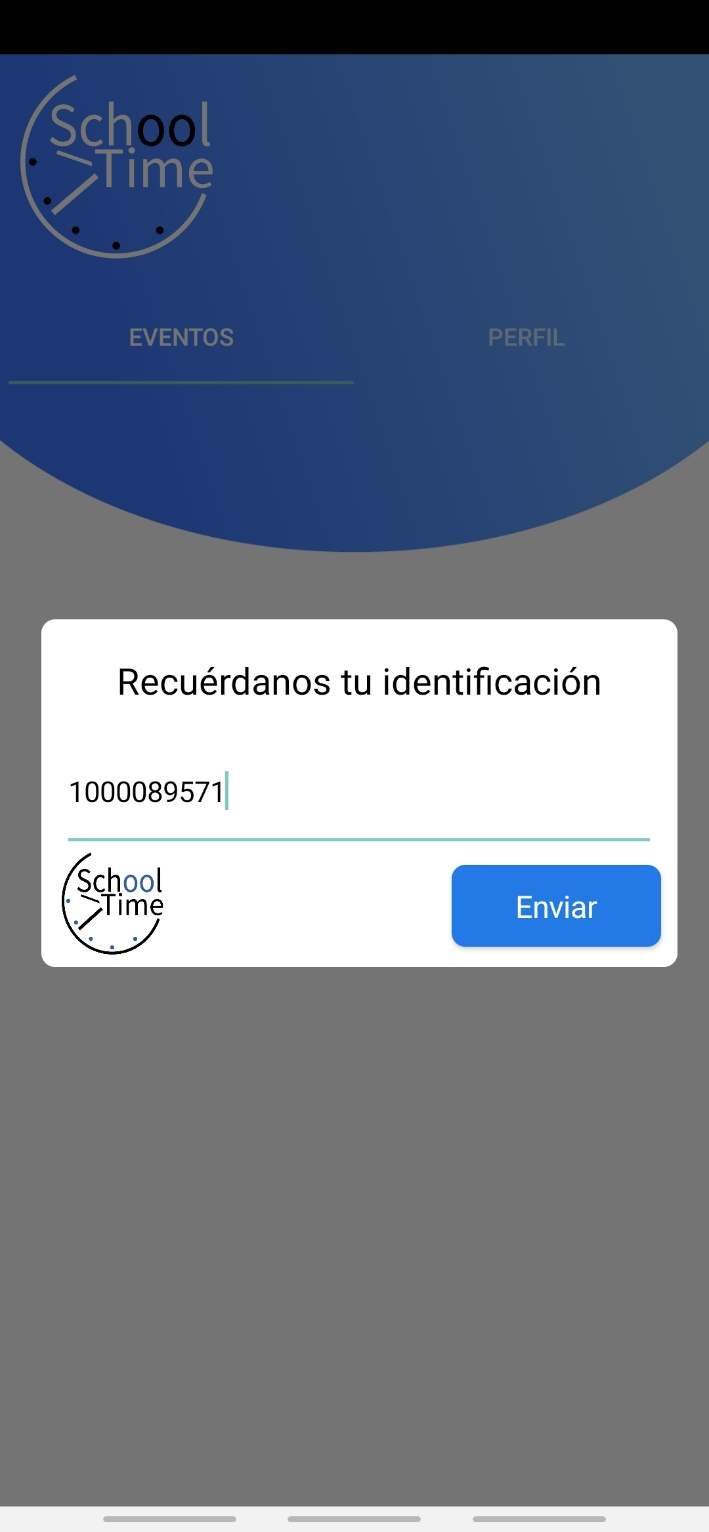 School
Time
EVENTOS
PERFIL
Recuérdanos tu identificación
1000089571
School
Time
Enviar